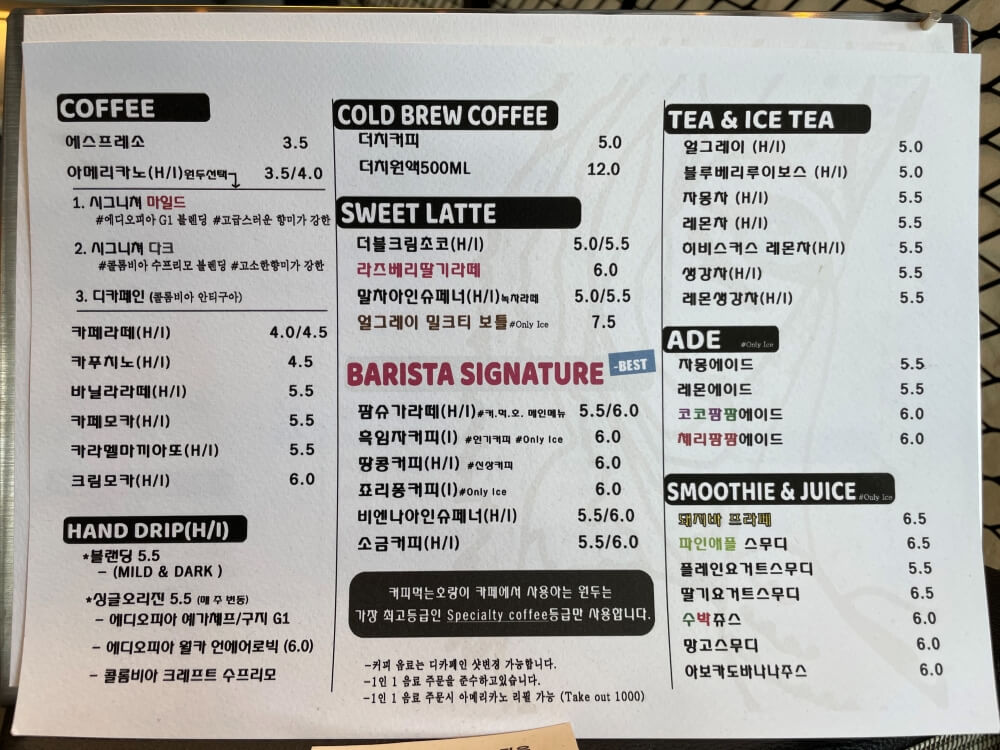 COFFEE
에스프레소 3.5
아메리카노(H/I)원두선택 3.5/4.0
1. 시그니쳐 마일드
#에디오피아 G1 블렌딩 #고급스러운 향미가 강한
2. 시그니쳐 다크
#콜롬비아 수프리모 블렌딩 #고소한향미가 강한
3. 디카페인 (콜롬비아 안티구아)
카페라떼(H/I) 4.0/4.5
카푸치노(H/I) 4.5
바닐라라떼(H/I) 5.5
카페모카(H/I) 5.5
카라멜마끼아또(H/I) 5.5
크림모카(H/I) 6.0
HAND DRIP(H/I)
*블랜딩 5.5
- (MILD & DARK )
*싱글오리진 5.5 (매 주 변동)
- 에디오피아 예가체프/구지 G1
- 에디오피아 월카 언에어로빅 (6.0)
- 콜롬비아 크레프트 수프리모
COLD BREW COFFEE
더치커피 5.0
더치원액500ML 12.0
SWEET LATTE
더블크림초코(H/I) 5.0/5.5
라즈베리딸기라떼 6.0
말차아인슈페너(H/I)녹차라떼 5.0/5.5
얼그레이 밀크티 보틀#Only Ice 7.5
BARISTA SIGNATURE -BEST
팜슈가라떼(H/I)#커.먹.오. 메인메뉴 5.5/6.0
흑임자커피(I) #인기커피 #Only Ice 6.0
땅콩커피(H/I) #신상커피 6.0
죠리퐁커피(I)#Only Ice 6.0
비엔나아인슈페너(H/I) 5.5/6.0
소금커피(H/I) 5.5/6.0
커피먹는호랑이 카페에서 사용하는 원두는
가장 최고등급인 Specialty coffee등급만 사용합니다.
-커피 음료는 디카페인 샷변경 가능합니다.
-1인 1 음료 주문을 준수하고있습니다.
-1인 1 음료 주문시 아메리카노 리필 가능 (Take out 1000)
TEA & ICE TEA
얼그레이 (H/I) 5.0
블루베리루이보스 (H/I) 5.0
자몽차 (H/I) 5.5
레몬차 (H/I) 5.5
히비스커스 레몬차(H/I) 5.5
생강차(H/I) 5.5
레몬생강차(H/I) 5.5
ADE #Only Ice
자몽에이드 5.5
레몬에이드 5.5
코코팜팜에이드 6.0
체리팜팜에이드 6.0
SMOOTHIE & JUICE #Only Ice
돼지바 프라페 6.5
파인애플 스무디 6.5
플레인요거트스무디 5.5
딸기요거트스무디 6.5
수박쥬스 6.0
망고스무디 6.0
아보카도바나나주스 6.0